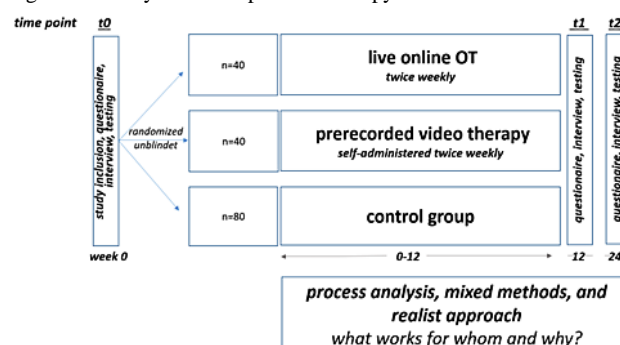 time point
t0
t1
t2
study inclusion, questionnaire,
interview, testing
n=40
live online OT
twice weekly
randomized
unblindet
n=40
prerecorded video therapy
self-administered twice weekly
n=80
control group
questionaire, interview, testing
questionaire, interview, testing
week 0
0-12
12
24
process analysis, mixed methods, and
realist approach
what works for whom and why?